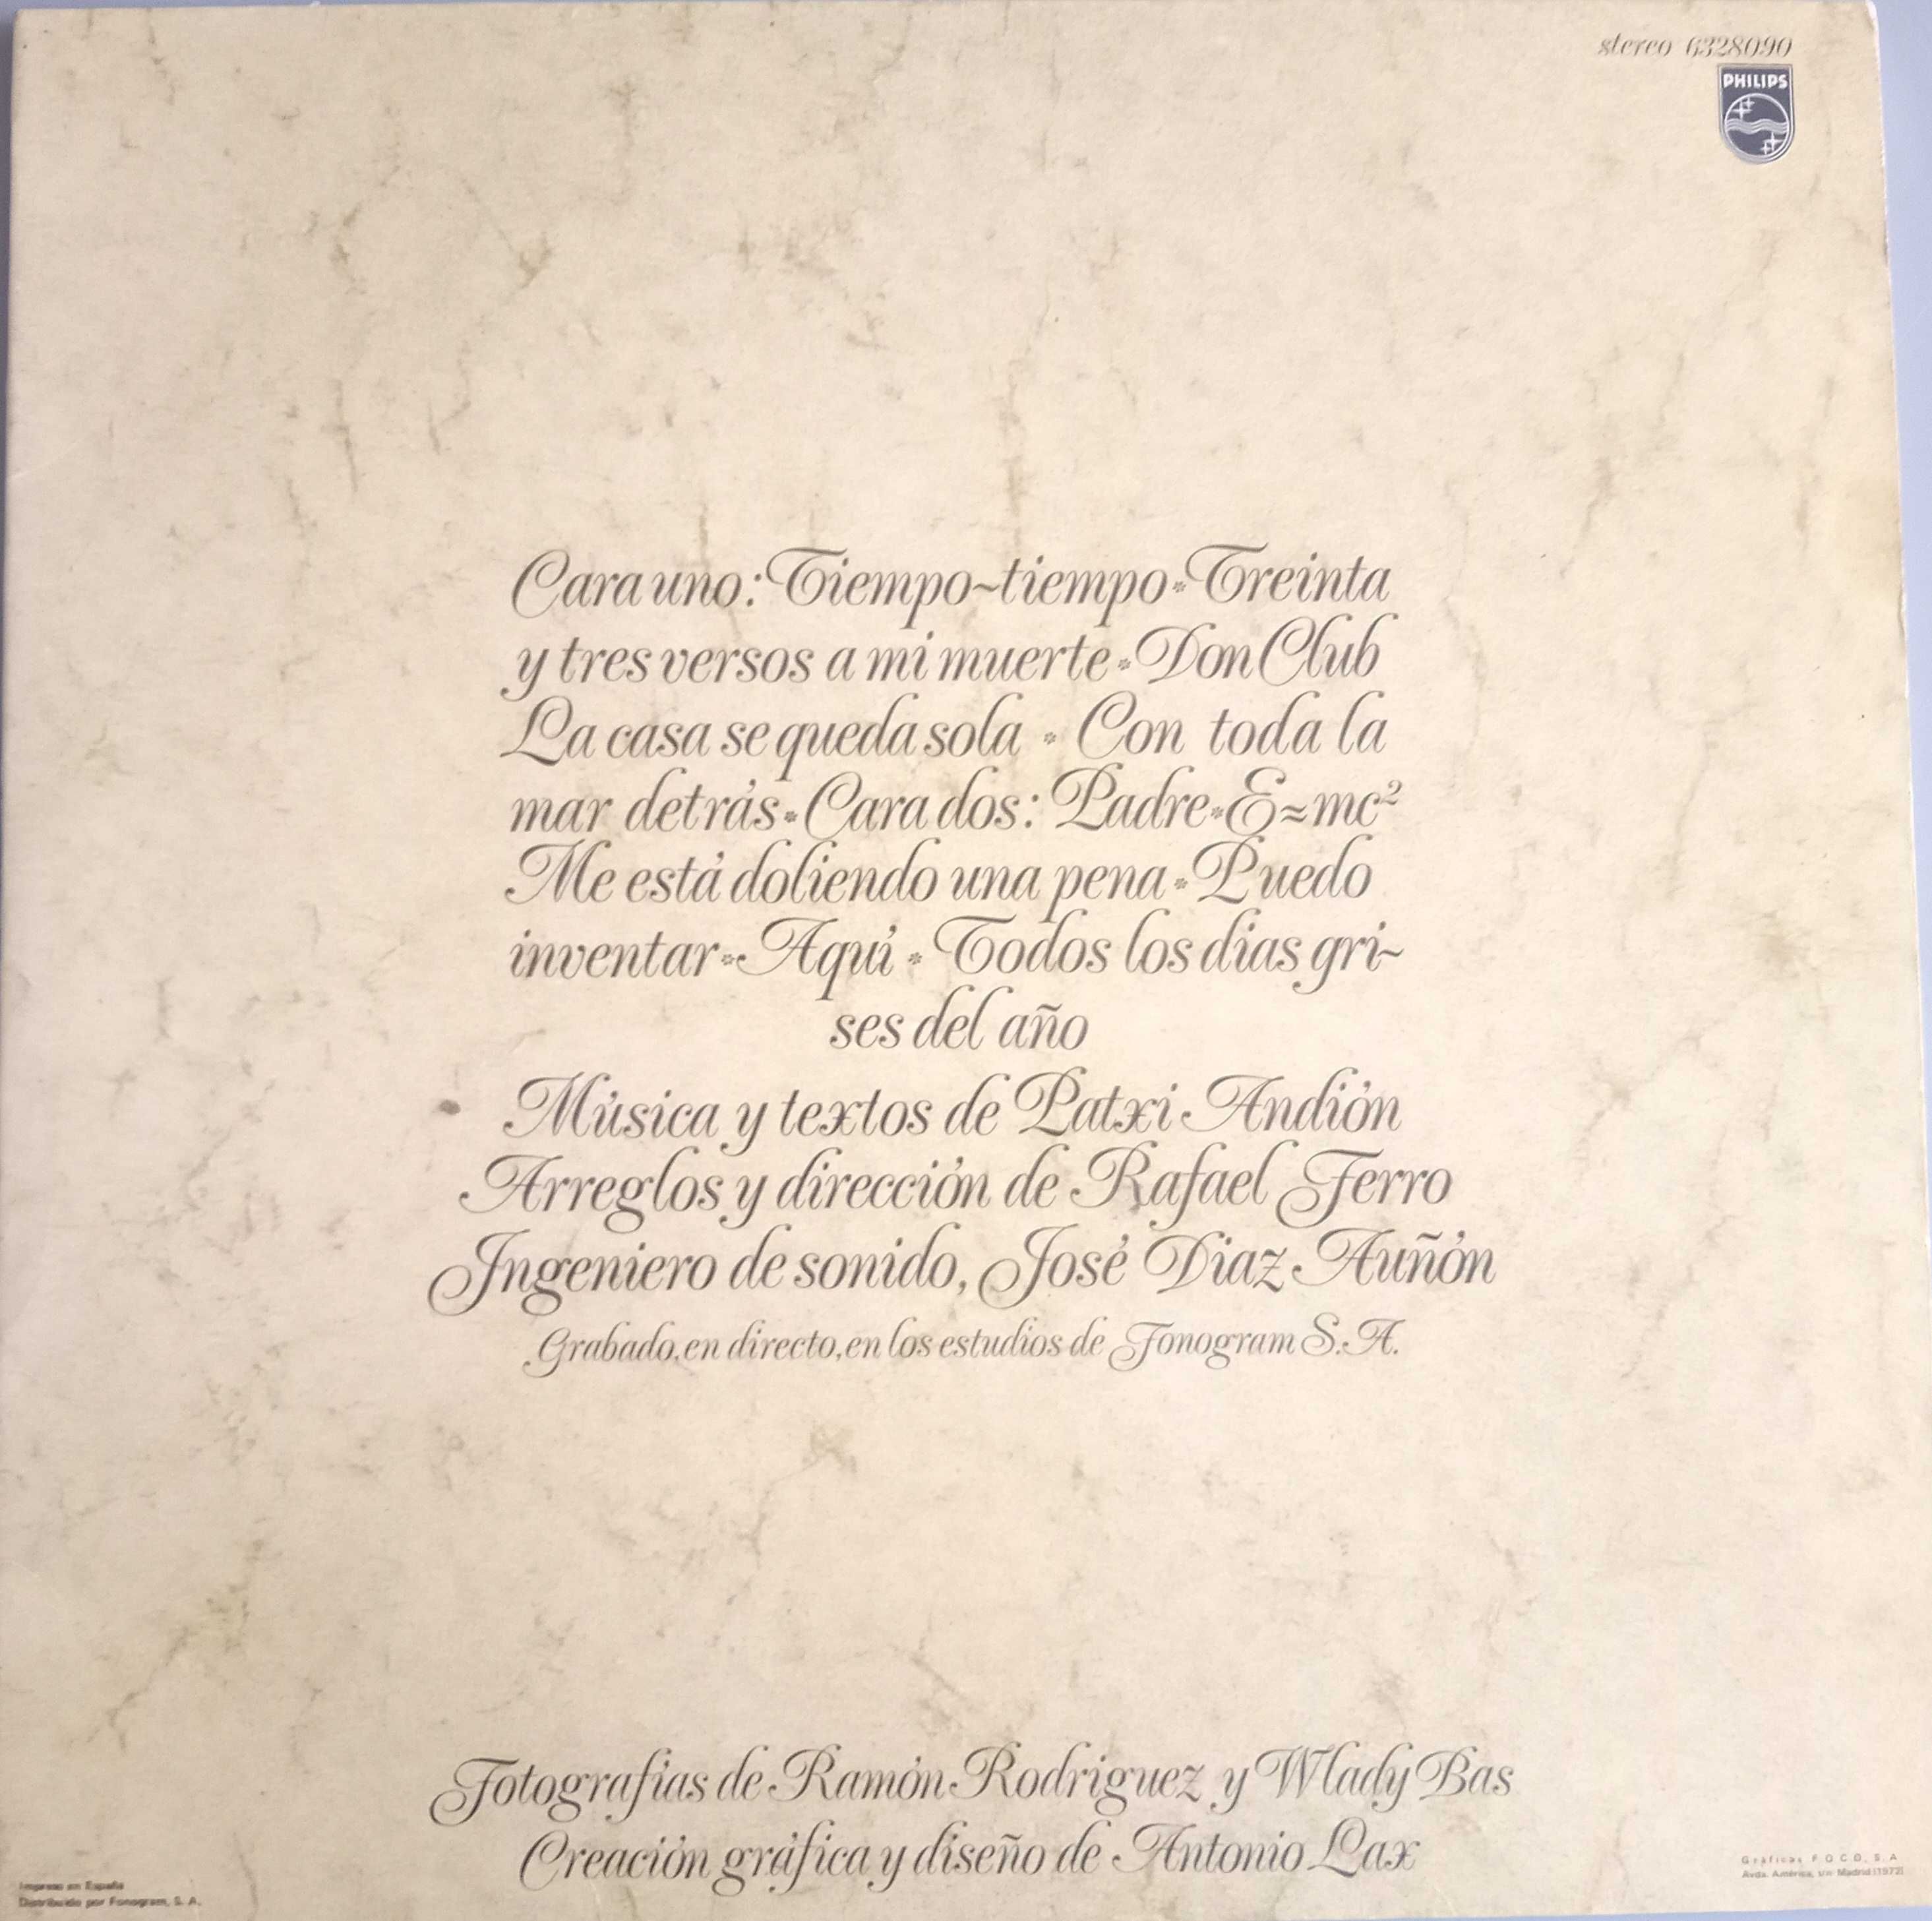 stereo 6328090
PHILIPS
Cara uno: Tiempo~tiempo * Treinta
y tres versos a mi muerte * Don Club
La casa se queda sola * Con toda la
mar detrás * Cara dos: Padre * E≈mc²
Me está doliendo una pena * Puedo
inventar * Aquí * Todos los días gri~
ses del año
Música y textos de Patxi Andión
Arreglos y dirección de Rafael Ferro
Ingeniero de sonido, José Diaz Auñón
Grabado, en directo, en los estudios de Fonogram S.A.
Fotografías de Ramón Rodriguez y Wlady Bas
Creación gráfica y diseño de Antonio Lax
Impreso en España
Distribuido por Fonogram, S. A.
Gráficas FOCO, S.A
Avda. América, s/n- Madrid (1972)